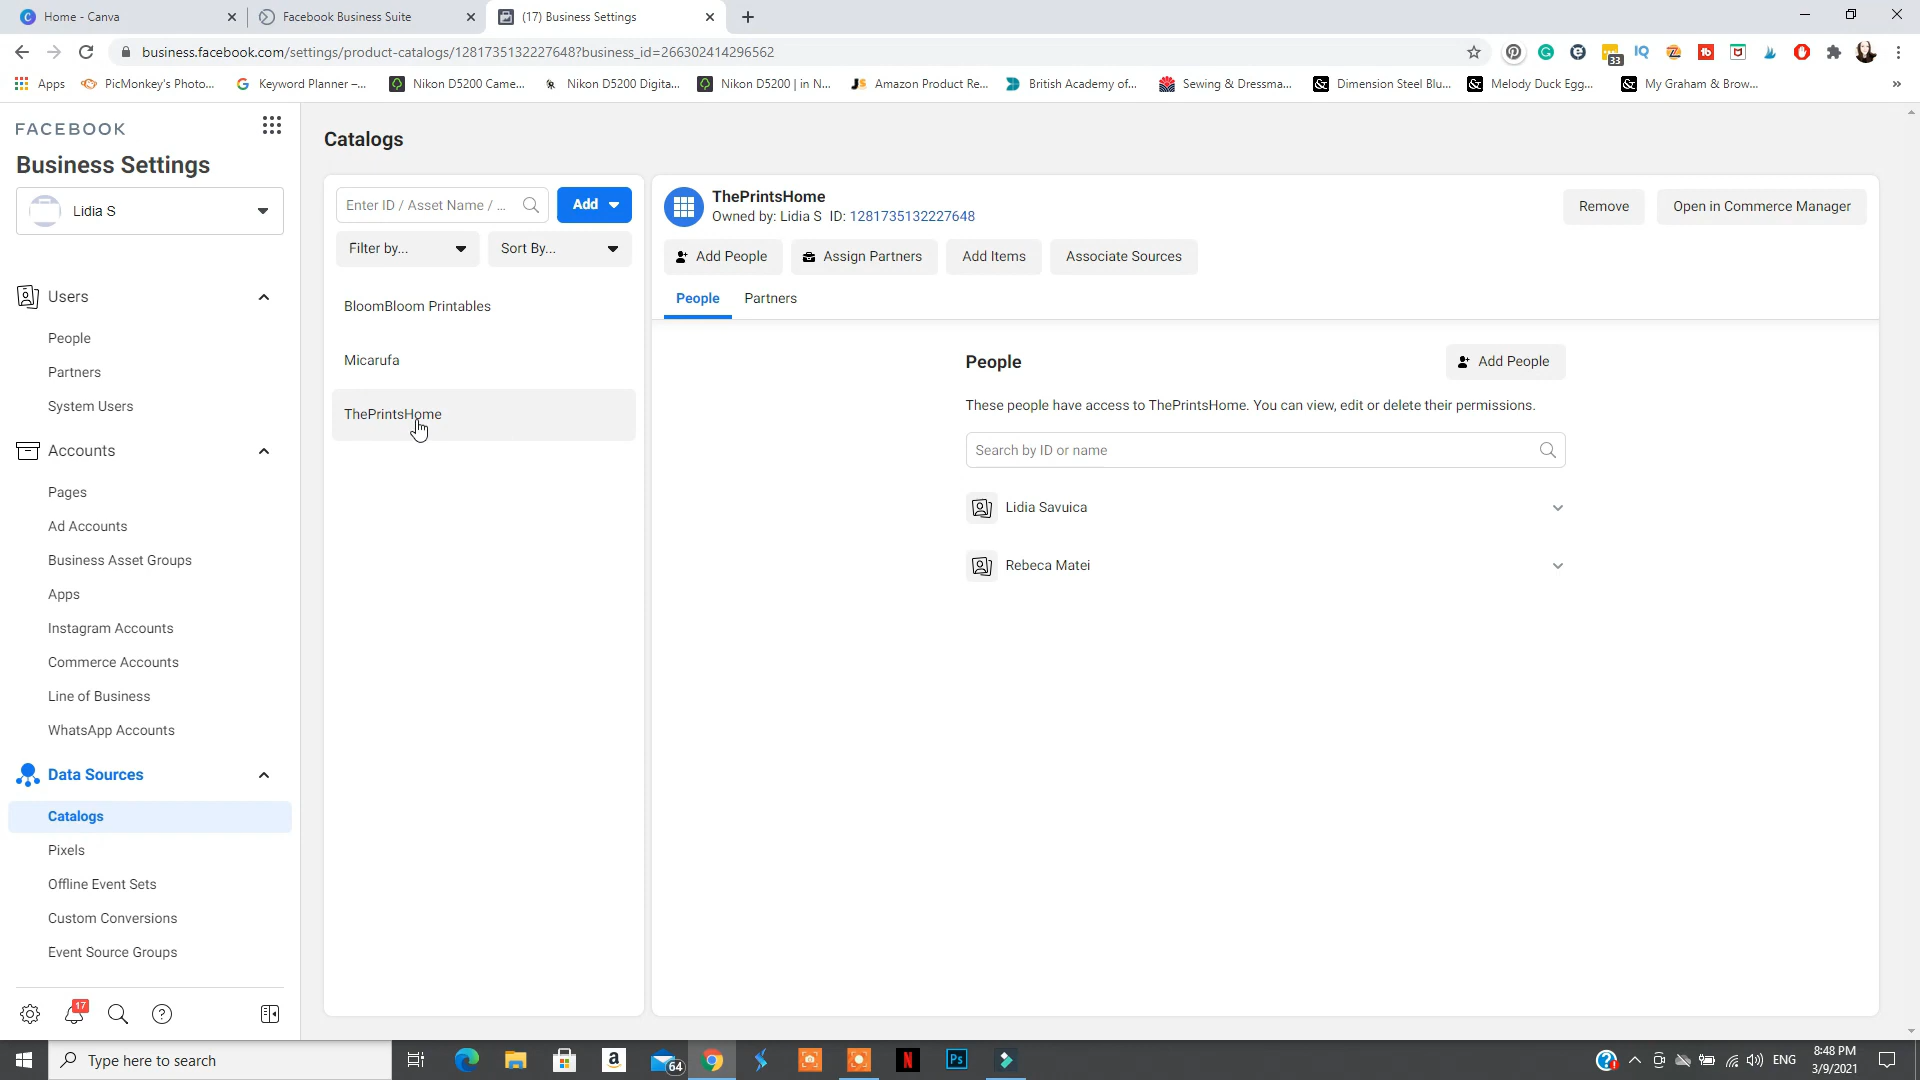 Home - Canva
Facebook Business Suite
(17) Business Settings
business.facebook.com/settings/product-catalogs/1281735132227648?business_id=266302414296562
33
Apps
PicMonkey's Photo...
Keyword Planner –...
Nikon D5200 Came...
Nikon D5200 Digita...
Nikon D5200 | in N...
Amazon Product Re...
British Academy of...
Sewing & Dressma...
Dimension Steel Blu...
Melody Duck Egg...
My Graham & Brow...
FACEBOOK
Business Settings
Lidia S
Users
People
Partners
System Users
Accounts
Pages
Ad Accounts
Business Asset Groups
Apps
Instagram Accounts
Commerce Accounts
Line of Business
WhatsApp Accounts
Data Sources
Catalogs
Pixels
Offline Event Sets
Custom Conversions
Event Source Groups
17
Catalogs
Enter ID / Asset Name / ...
Add
Filter by...
Sort By...
BloomBloom Printables
Micarufa
ThePrintsHome
ThePrintsHome
Owned by: Lidia S ID: 1281735132227648
Remove
Open in Commerce Manager
Add People
Assign Partners
Add Items
Associate Sources
People
Partners
People
Add People
These people have access to ThePrintsHome. You can view, edit or delete their permissions.
Search by ID or name
Lidia Savuica
Rebeca Matei
Type here to search
64
Ps
ENG
8:48 PM
3/9/2021